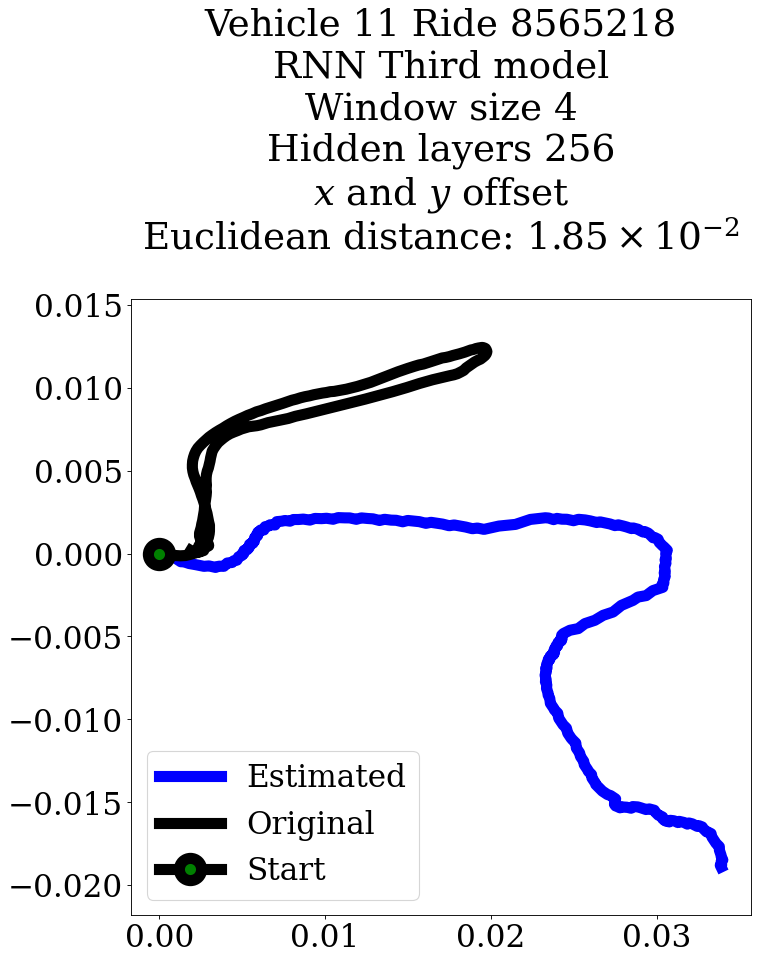 Vehicle 11 Ride 8565218
RNN Third model
Window size 4
Hidden layers 256
x and y offset
Euclidean distance: 1.85 × 10⁻²
0.015
0.010
0.005
0.000
−0.005
−0.010
−0.015
−0.020
Estimated
Original
Start
0.00 0.01 0.02 0.03